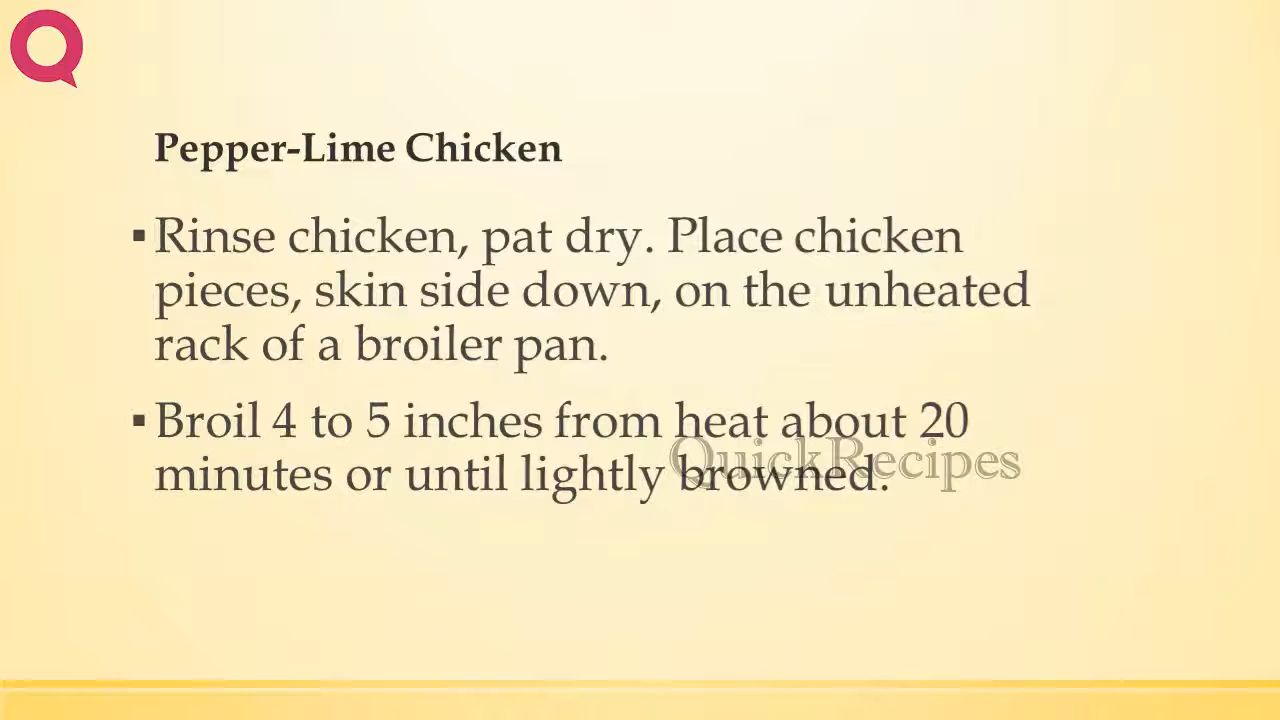 Pepper-Lime Chicken
▪Rinse chicken, pat dry. Place chicken
pieces, skin side down, on the unheated
rack of a broiler pan.
▪Broil 4 to 5 inches from heat about 20
minutes or until lightly browned.
QuickRecipes